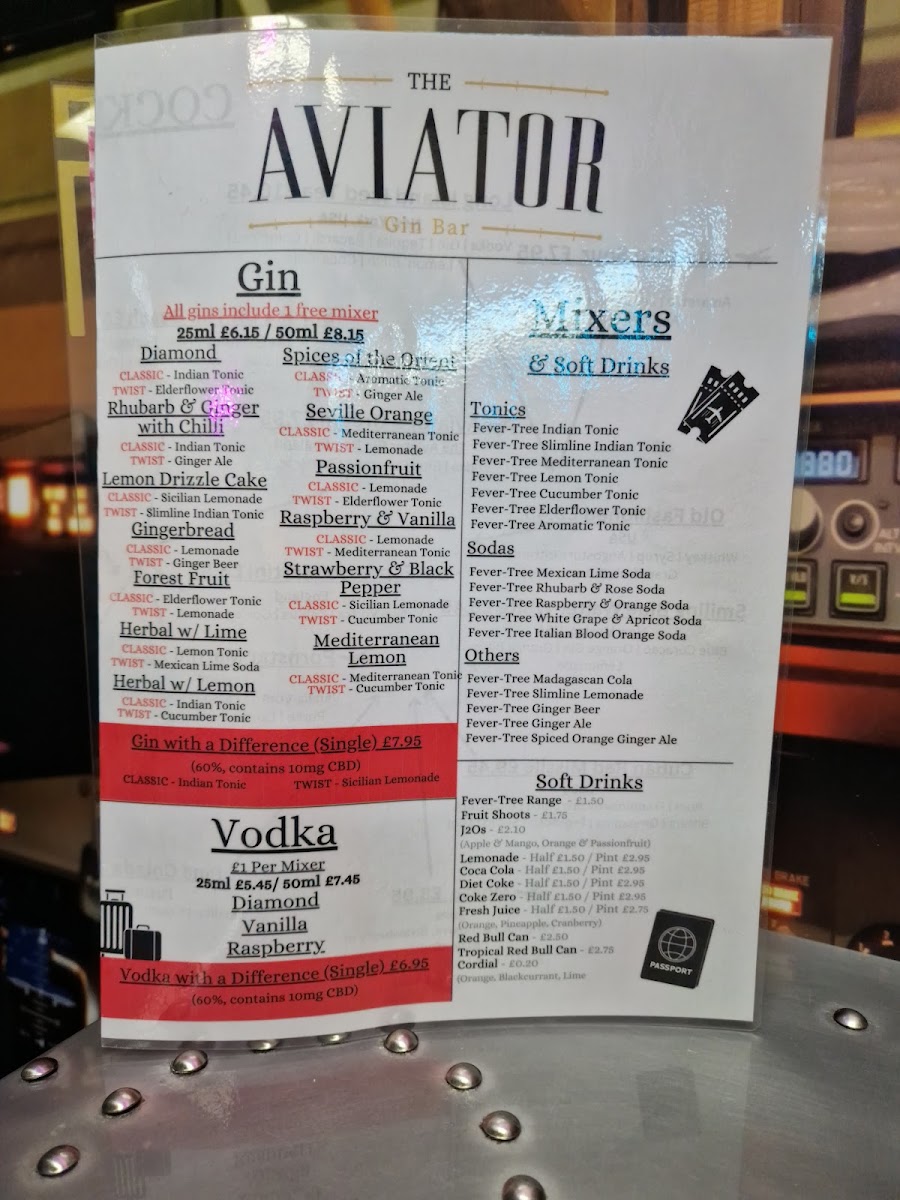 THE
AVIATOR
Gin Bar
Gin
All gins include 1 free mixer
25ml £6.15 / 50ml £8.15
Diamond
CLASSIC - Indian Tonic
TWIST - Elderflower Tonic
Rhubarb & Ginger
with Chilli
CLASSIC - Indian Tonic
TWIST - Ginger Ale
Lemon Drizzle Cake
CLASSIC - Sicilian Lemonade
TWIST - Slimline Indian Tonic
Gingerbread
CLASSIC - Lemonade
TWIST - Ginger Beer
Forest Fruit
CLASSIC - Elderflower Tonic
TWIST - Lemonade
Herbal w/ Lime
CLASSIC - Lemon Tonic
TWIST - Mexican Lime Soda
Herbal w/ Lemon
CLASSIC - Indian Tonic
TWIST - Cucumber Tonic
Spices of the Orient
CLASSIC - Aromatic Tonic
TWIST - Ginger Ale
Seville Orange
CLASSIC - Mediterranean Tonic
TWIST - Lemonade
Passionfruit
CLASSIC - Lemonade
TWIST - Elderflower Tonic
Raspberry & Vanilla
CLASSIC - Lemonade
TWIST - Mediterranean Tonic
Strawberry & Black
Pepper
CLASSIC - Sicilian Lemonade
TWIST - Cucumber Tonic
Mediterranean
Lemon
CLASSIC - Mediterranean Tonic
TWIST - Cucumber Tonic
Gin with a Difference (Single) £7.95
(60%, contains 10mg CBD)
CLASSIC - Indian Tonic TWIST - Sicilian Lemonade
Vodka
£1 Per Mixer
25ml £5.45/ 50ml £7.45
Diamond
Vanilla
Raspberry
Vodka with a Difference (Single) £6.95
(60%, contains 10mg CBD)
Mixers
& Soft Drinks
Tonics
Fever-Tree Indian Tonic
Fever-Tree Slimline Indian Tonic
Fever-Tree Mediterranean Tonic
Fever-Tree Lemon Tonic
Fever-Tree Cucumber Tonic
Fever-Tree Elderflower Tonic
Fever-Tree Aromatic Tonic
Sodas
Fever-Tree Mexican Lime Soda
Fever-Tree Rhubarb & Rose Soda
Fever-Tree Raspberry & Orange Soda
Fever-Tree White Grape & Apricot Soda
Fever-Tree Italian Blood Orange Soda
Others
Fever-Tree Madagascan Cola
Fever-Tree Slimline Lemonade
Fever-Tree Ginger Beer
Fever-Tree Ginger Ale
Fever-Tree Spiced Orange Ginger Ale
Soft Drinks
Fever-Tree Range - £1.50
Fruit Shoots - £1.75
J2Os - £2.10
(Apple & Mango, Orange & Passionfruit)
Lemonade - Half £1.50 / Pint £2.95
Coca Cola - Half £1.50 / Pint £2.95
Diet Coke - Half £1.50 / Pint £2.95
Coke Zero - Half £1.50 / Pint £2.95
Fresh Juice - Half £1.50 / Pint £2.75
(Orange, Pineapple, Cranberry)
Red Bull Can - £2.50
Tropical Red Bull Can - £2.75
Cordial - £0.20
(Orange, Blackcurrant, Lime
PASSPORT